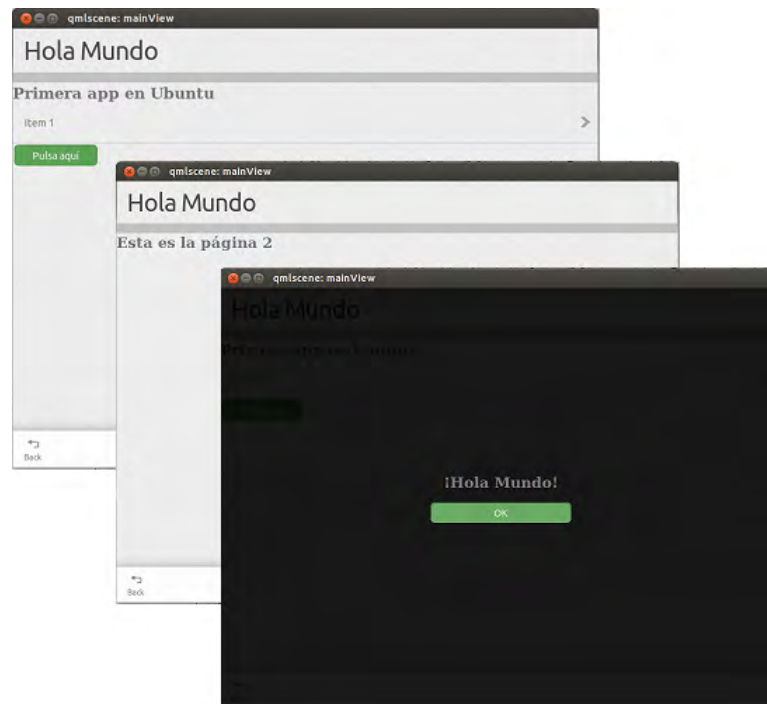 qmlscene: mainView
Hola Mundo
Primera app en Ubuntu
Item 1
Pulsa aquí
Back
qmlscene: mainView
Hola Mundo
Esta es la página 2
Back
qmlscene: mainView
Hola Mundo
¡Hola Mundo!
OK